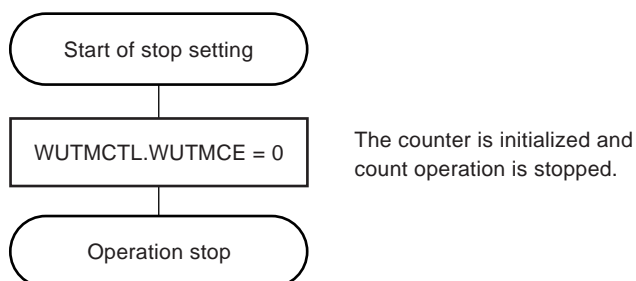 Start of stop setting
WUTMCTL.WUTMCE = 0
The counter is initialized and
count operation is stopped.
Operation stop